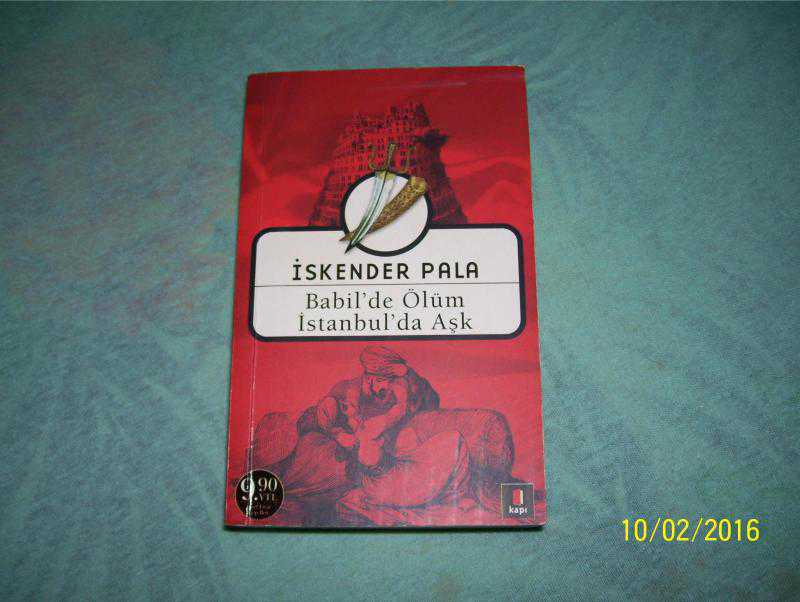 İSKENDER PALA
Babil'de Ölüm
İstanbul'da Aşk
9.90
YTL
kapı
10/02/2016